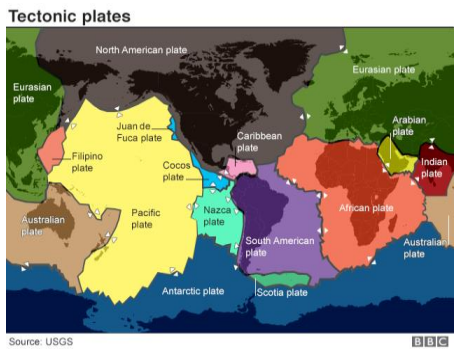 Tectonic plates
North American plate
Eurasian plate
Eurasian
plate
Juan de
Fuca plate
Caribbean
plate
Arabian
plate
Filipino
plate
Cocos
plate
Indian
plate
Australian
plate
Pacific
plate
Nazca
plate
South American
plate
African plate
Australian
plate
Antarctic plate
Scotia plate
Source: USGS
BBC